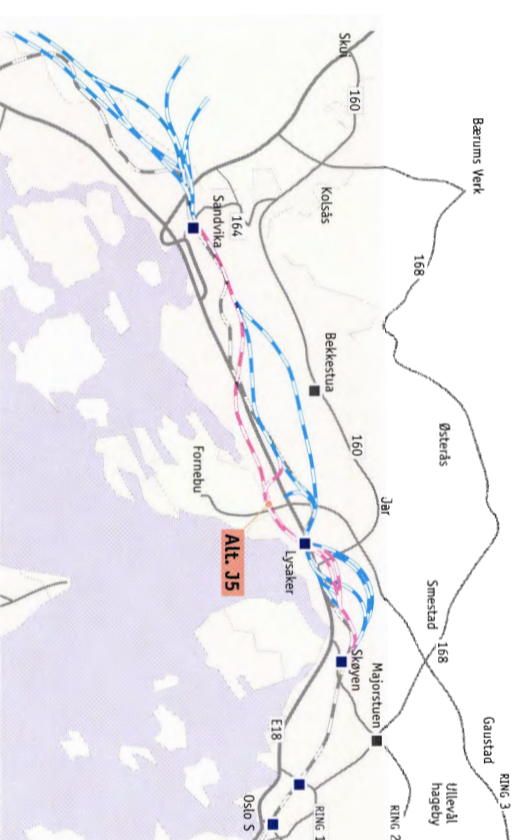 Skui
160
Bærums Verk
Kolsås
164
Sandvika
168
Bekkestua
160
Østerås
Fornebu
Jar
Alt. J5
Lysaker
Smestad
168
Skøyen
Majorstuen
Gaustad
E18
Ullevål
hageby
RING 3
RING 2
RING 1
Oslo S